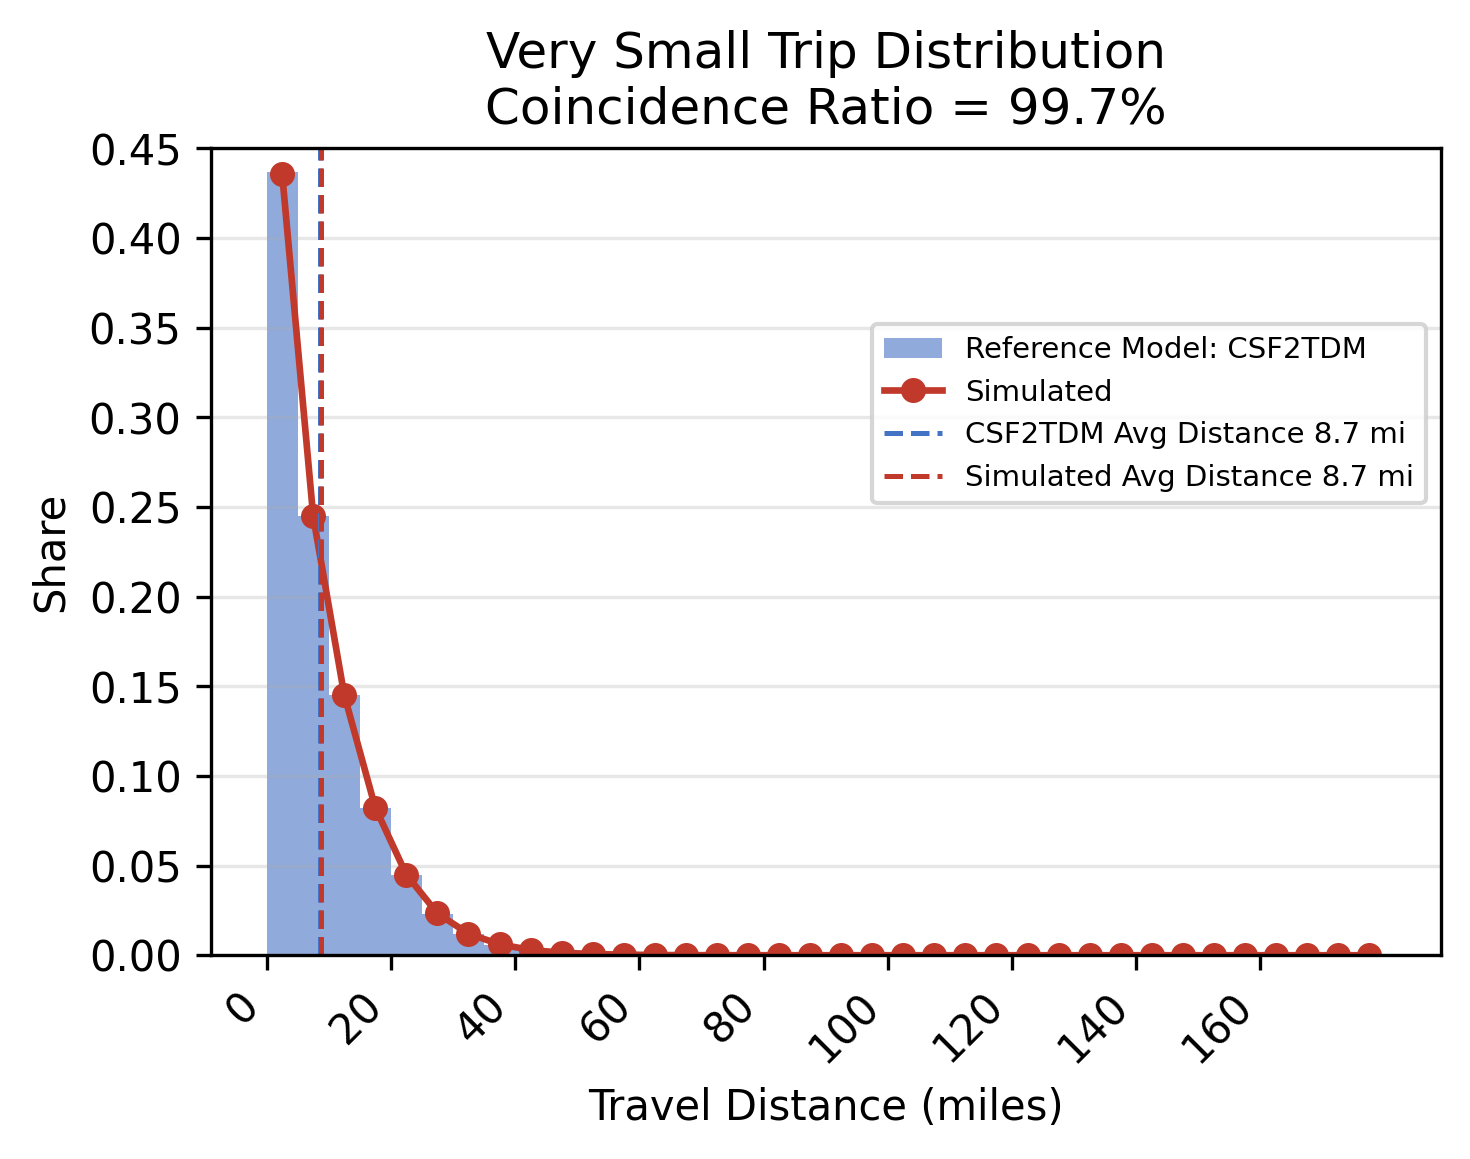 Very Small Trip Distribution
Coincidence Ratio = 99.7%
0.45
0.40
0.35
0.30
0.25
0.20
0.15
0.10
0.05
0.00
Share
Reference Model: CSF2TDM
Simulated
CSF2TDM Avg Distance 8.7 mi
Simulated Avg Distance 8.7 mi
0 20 40 60 80 100 120 140 160
Travel Distance (miles)